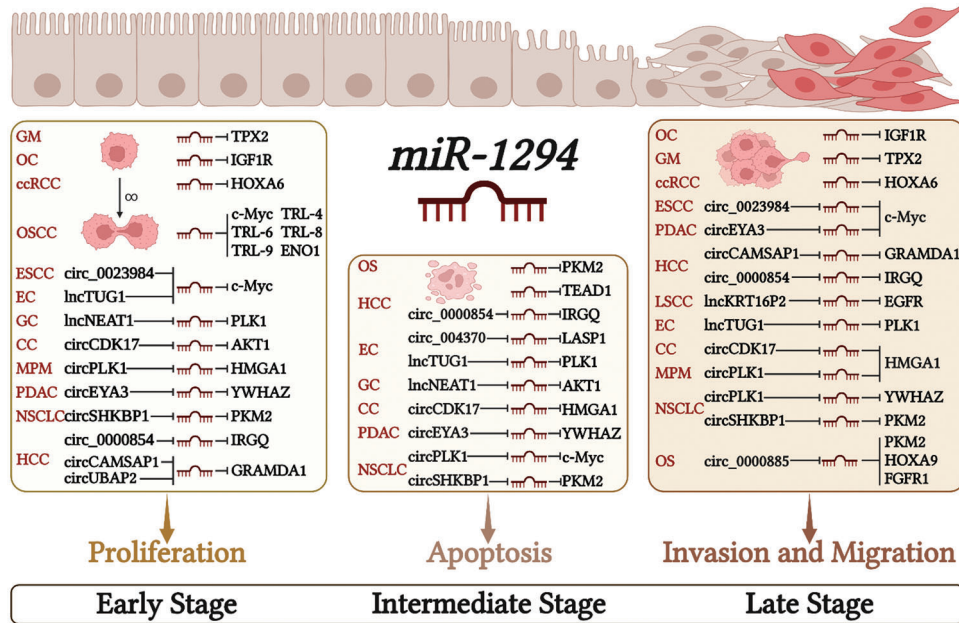 miR-1294
GM TPX2
OC IGF1R
ccRCC HOXA6
∞
OSCC c-Myc TRL-4
TRL-6 TRL-8
TRL-9 ENO1
ESCC circ_0023984
EC lncTUG1 c-Myc
GC lncNEAT1 PLK1
CC circCDK17 AKT1
MPM circPLK1 HMGA1
PDAC circEYA3 YWHAZ
NSCLC circSHKBP1 PKM2
HCC circ_0000854 IRGQ
circCAMSAP1
circUBAP2 GRAMDA1
OS PKM2
HCC TEAD1
circ_0000854 IRGQ
EC circ_004370 LASP1
lncTUG1 PLK1
GC lncNEAT1 AKT1
CC circCDK17 HMGA1
PDAC circEYA3 YWHAZ
NSCLC circPLK1 c-Myc
circSHKBP1 PKM2
OC IGF1R
GM TPX2
ccRCC HOXA6
ESCC circ_0023984 c-Myc
PDAC circEYA3
HCC circCAMSAP1 GRAMDA1
circ_0000854 IRGQ
LSCC lncKRT16P2 EGFR
EC lncTUG1 PLK1
CC circCDK17 HMGA1
MPM circPLK1
NSCLC circPLK1 YWHAZ
circSHKBP1 PKM2
OS circ_0000885 PKM2
HOXA9
FGFR1
Proliferation Apoptosis Invasion and Migration
Early Stage Intermediate Stage Late Stage